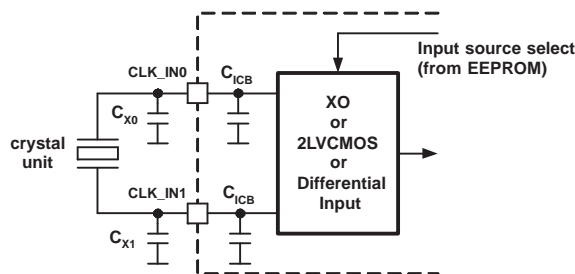 Input source select
(from EEPROM)
CLK_IN0
C_ICB
C_X0
XO
or
2LVCMOS
or
Differential
Input
crystal
unit
CLK_IN1
C_ICB
C_X1